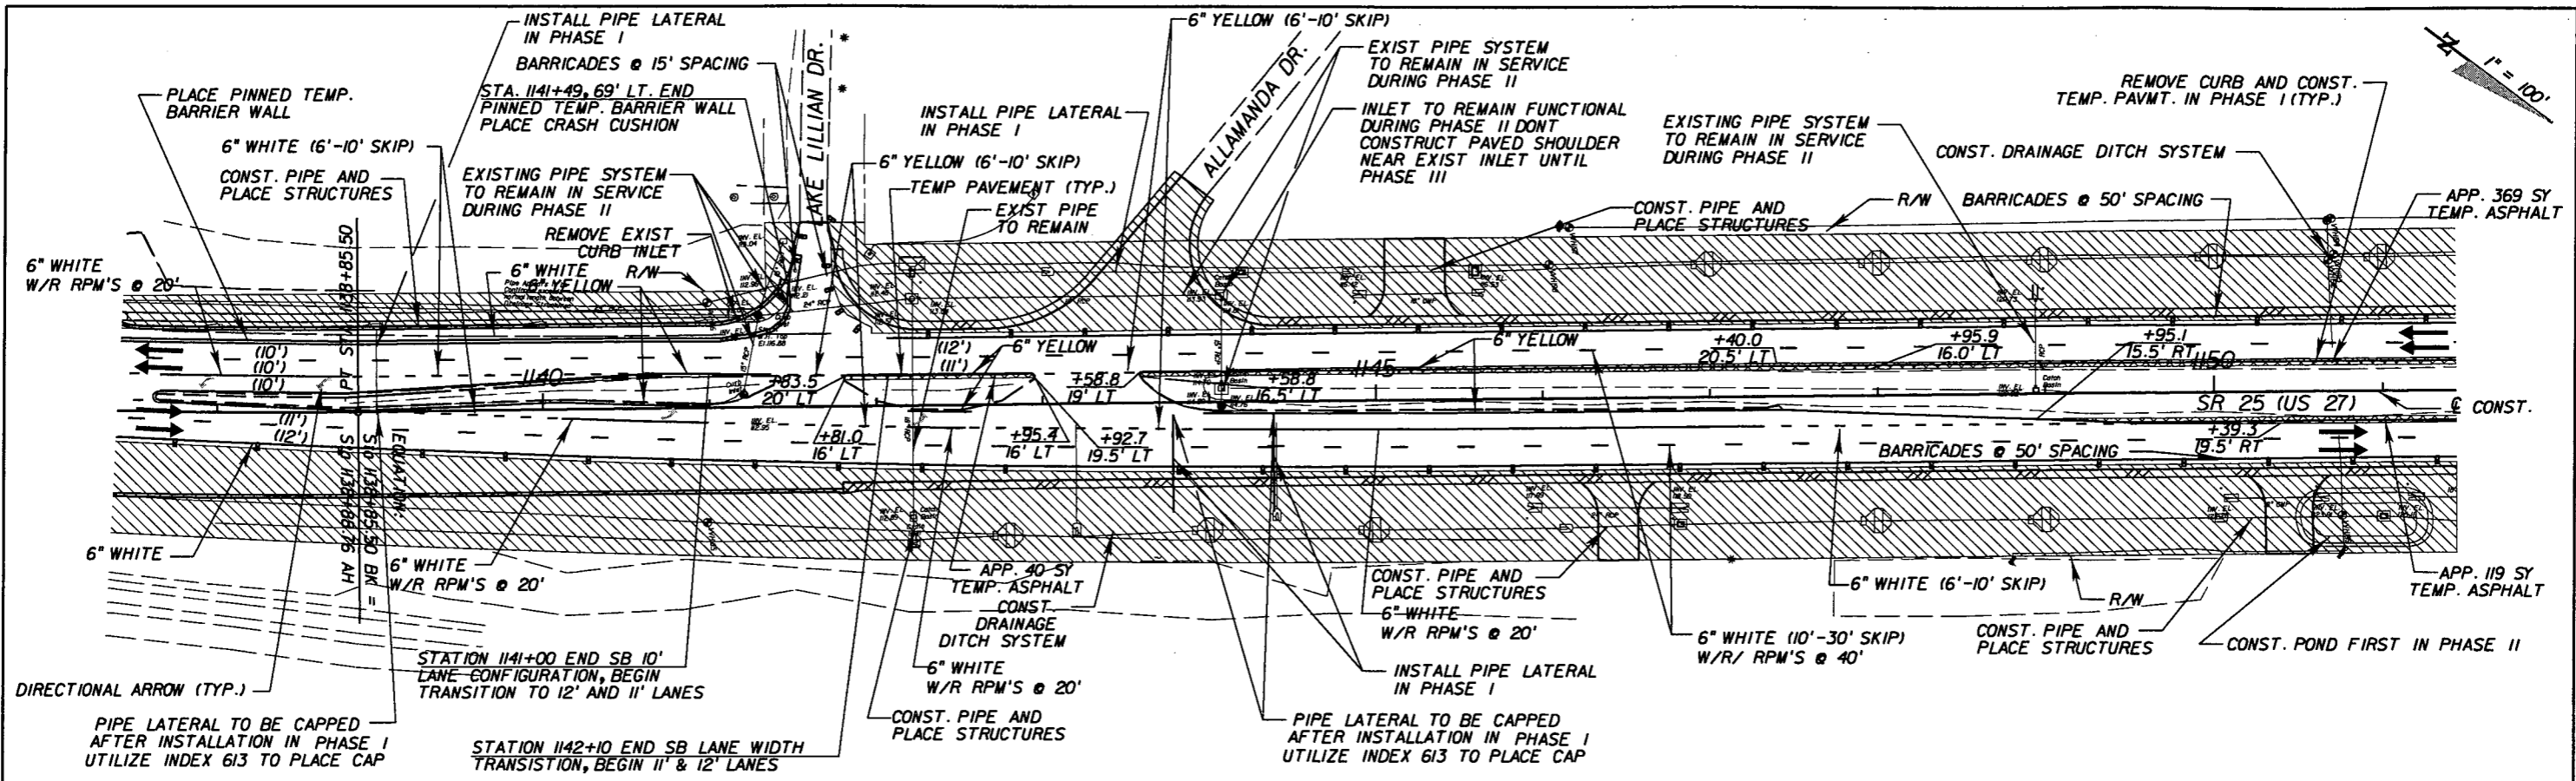 INSTALL PIPE LATERAL
IN PHASE I
BARRICADES @ 15' SPACING
STA. 1141+49, 69' LT. END
PINNED TEMP. BARRIER WALL
PLACE CRASH CUSHION
PLACE PINNED TEMP.
BARRIER WALL
6" WHITE (6'-10' SKIP)
CONST. PIPE AND
PLACE STRUCTURES
EXISTING PIPE SYSTEM
TO REMAIN IN SERVICE
DURING PHASE II
REMOVE EXIST
CURB INLET
LAKE LILLIAN DR.
6" YELLOW (6'-10' SKIP)
INSTALL PIPE LATERAL
IN PHASE I
6" YELLOW (6'-10' SKIP)
TEMP PAVEMENT (TYP.)
EXIST PIPE
TO REMAIN
ALLAMANDA DR.
EXIST PIPE SYSTEM
TO REMAIN IN SERVICE
DURING PHASE II
INLET TO REMAIN FUNCTIONAL
DURING PHASE II DONT
CONSTRUCT PAVED SHOULDER
NEAR EXIST INLET UNTIL
PHASE III
EXISTING PIPE SYSTEM
TO REMAIN IN SERVICE
DURING PHASE II
REMOVE CURB AND CONST.
TEMP. PAVMT. IN PHASE I (TYP.)
N
1" = 100'
CONST. DRAINAGE DITCH SYSTEM
R/W
BARRICADES @ 50' SPACING
APP. 369 SY
TEMP. ASPHALT
CONST. PIPE AND
PLACE STRUCTURES
6" WHITE
W/R RPM'S @ 20'
1138+85.50
PT STA
6" WHITE
R/W
6" YELLOW
(10')
(10')
(10')
(11')
(12')
1140
+83.5
20' LT
(12')
(11')
6" YELLOW
+58.8
19' LT
+58.8
16.5' LT
1145
6" YELLOW
+40.0
20.5' LT
+95.9
16.0' LT
+95.1
15.5' RT
1150
SR 25 (US 27)
℄ CONST.
+81.0
16' LT
+95.4
16' LT
+92.7
19.5' LT
+39.3
19.5' RT
BARRICADES @ 50' SPACING
EQUATION:
Sta 1138+85.50 BK =
Sta 1138+88.76 AH
6" WHITE
6" WHITE
W/R RPM'S @ 20'
APP. 40 SY
TEMP. ASPHALT
CONST.
DRAINAGE
DITCH SYSTEM
CONST. PIPE AND
PLACE STRUCTURES
6" WHITE
W/R RPM'S @ 20'
6" WHITE (6'-10' SKIP)
R/W
APP. 119 SY
TEMP. ASPHALT
STATION 1141+00 END SB 10'
LANE CONFIGURATION, BEGIN
TRANSITION TO 12' AND 11' LANES
DIRECTIONAL ARROW (TYP.)
6" WHITE
W/R RPM'S @ 20'
CONST. PIPE AND
PLACE STRUCTURES
INSTALL PIPE LATERAL
IN PHASE I
6" WHITE (10'-30' SKIP)
W/R/ RPM'S @ 40'
CONST. PIPE AND
PLACE STRUCTURES
CONST. POND FIRST IN PHASE II
PIPE LATERAL TO BE CAPPED
AFTER INSTALLATION IN PHASE I
UTILIZE INDEX 613 TO PLACE CAP
STATION 1142+10 END SB LANE WIDTH
TRANSISTION, BEGIN 11' & 12' LANES
PIPE LATERAL TO BE CAPPED
AFTER INSTALLATION IN PHASE I
UTILIZE INDEX 613 TO PLACE CAP